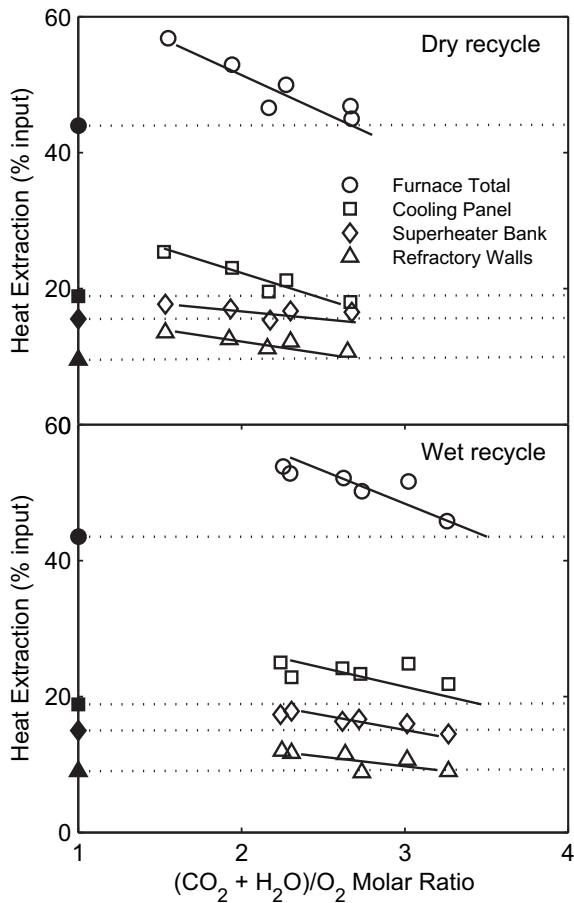 60
Dry recycle
40
Furnace Total
Cooling Panel
Superheater Bank
Refractory Walls
20
Heat Extraction (% input)
60
Wet recycle
40
20
0
Heat Extraction (% input)
1 2 3 4
(CO₂ + H₂O)/O₂ Molar Ratio